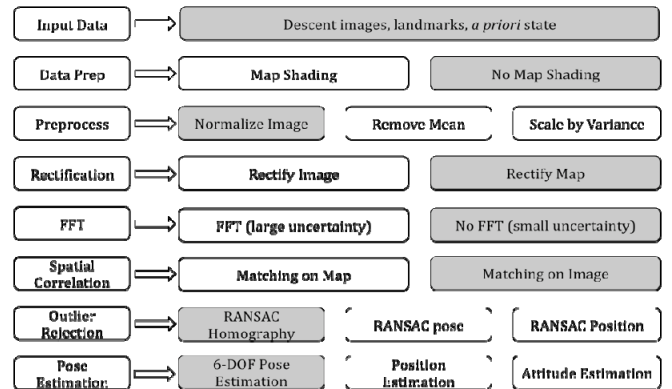 Input Data
Descent images, landmarks, a priori state
Data Prep
Map Shading
No Map Shading
Preprocess
Normalize Image
Remove Mean
Scale by Variance
Rectification
Rectify Image
Rectify Map
FFT
FFT (large uncertainty)
No FFT (small uncertainty)
Spatial
Correlation
Matching on Map
Matching on Image
Outlier
Rejection
RANSAC
Homography
RANSAC pose
RANSAC Position
Pose
Estimation
6-DOF Pose
Estimation
Position
Estimation
Attitude Estimation